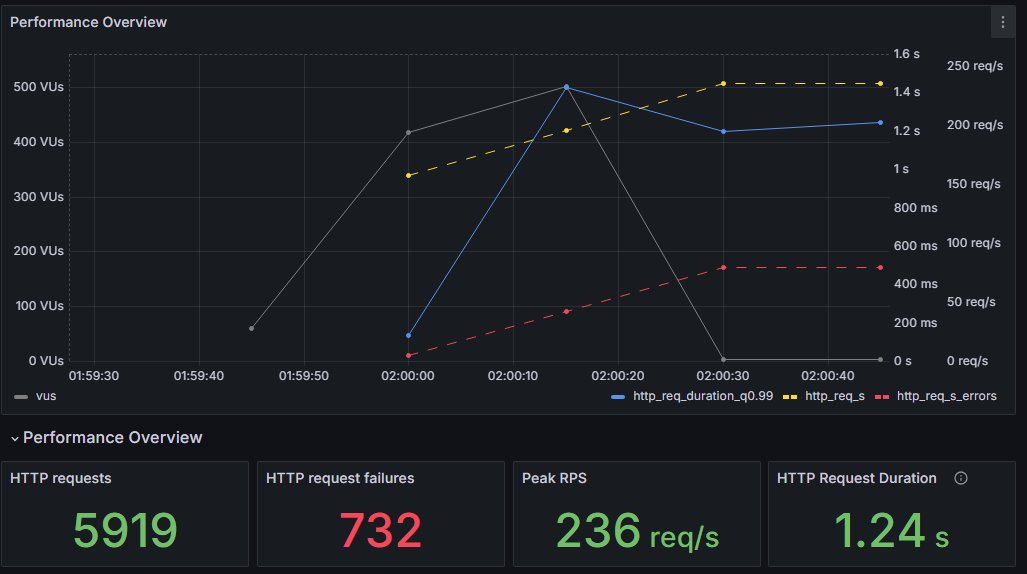 Performance Overview
500 VUs
400 VUs
300 VUs
200 VUs
100 VUs
0 VUs
1.6 s
1.4 s
1.2 s
1 s
800 ms
600 ms
400 ms
200 ms
0 s
250 req/s
200 req/s
150 req/s
100 req/s
50 req/s
0 req/s
01:59:30 01:59:40 01:59:50 02:00:00 02:00:10 02:00:20 02:00:30 02:00:40
vus http_req_duration_q0.99 http_req_s http_req_s_errors
Performance Overview
HTTP requests
5919
HTTP request failures
732
Peak RPS
236 req/s
HTTP Request Duration
1.24 s